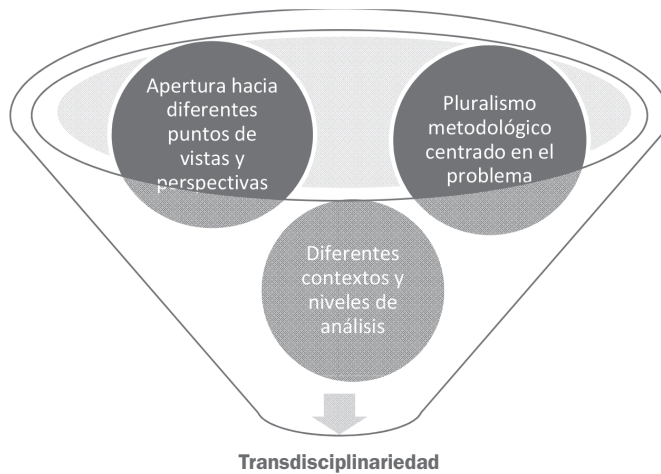 Apertura hacia
diferentes
puntos de
vistas y
perspectivas
Pluralismo
metodológico
centrado en el
problema
Diferentes
contextos y
niveles de
análisis
Transdisciplinariedad